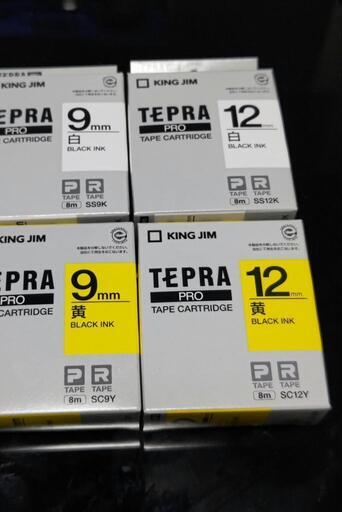 KING JIM
TEPRA
PRO
TAPE CARTRIDGE
9mm
白
BLACK INK
P R
TAPE TAPE
8m SS9K
KING JIM
TEPRA
PRO
TAPE CARTRIDGE
12mm
白
BLACK INK
P R
TAPE TAPE
8m SS12K
KING JIM
TEPRA
PRO
TAPE CARTRIDGE
9mm
黄
BLACK INK
P R
TAPE TAPE
8m SC9Y
KING JIM
TEPRA
PRO
TAPE CARTRIDGE
12mm
黄
BLACK INK
P R
TAPE TAPE
8m SC12Y